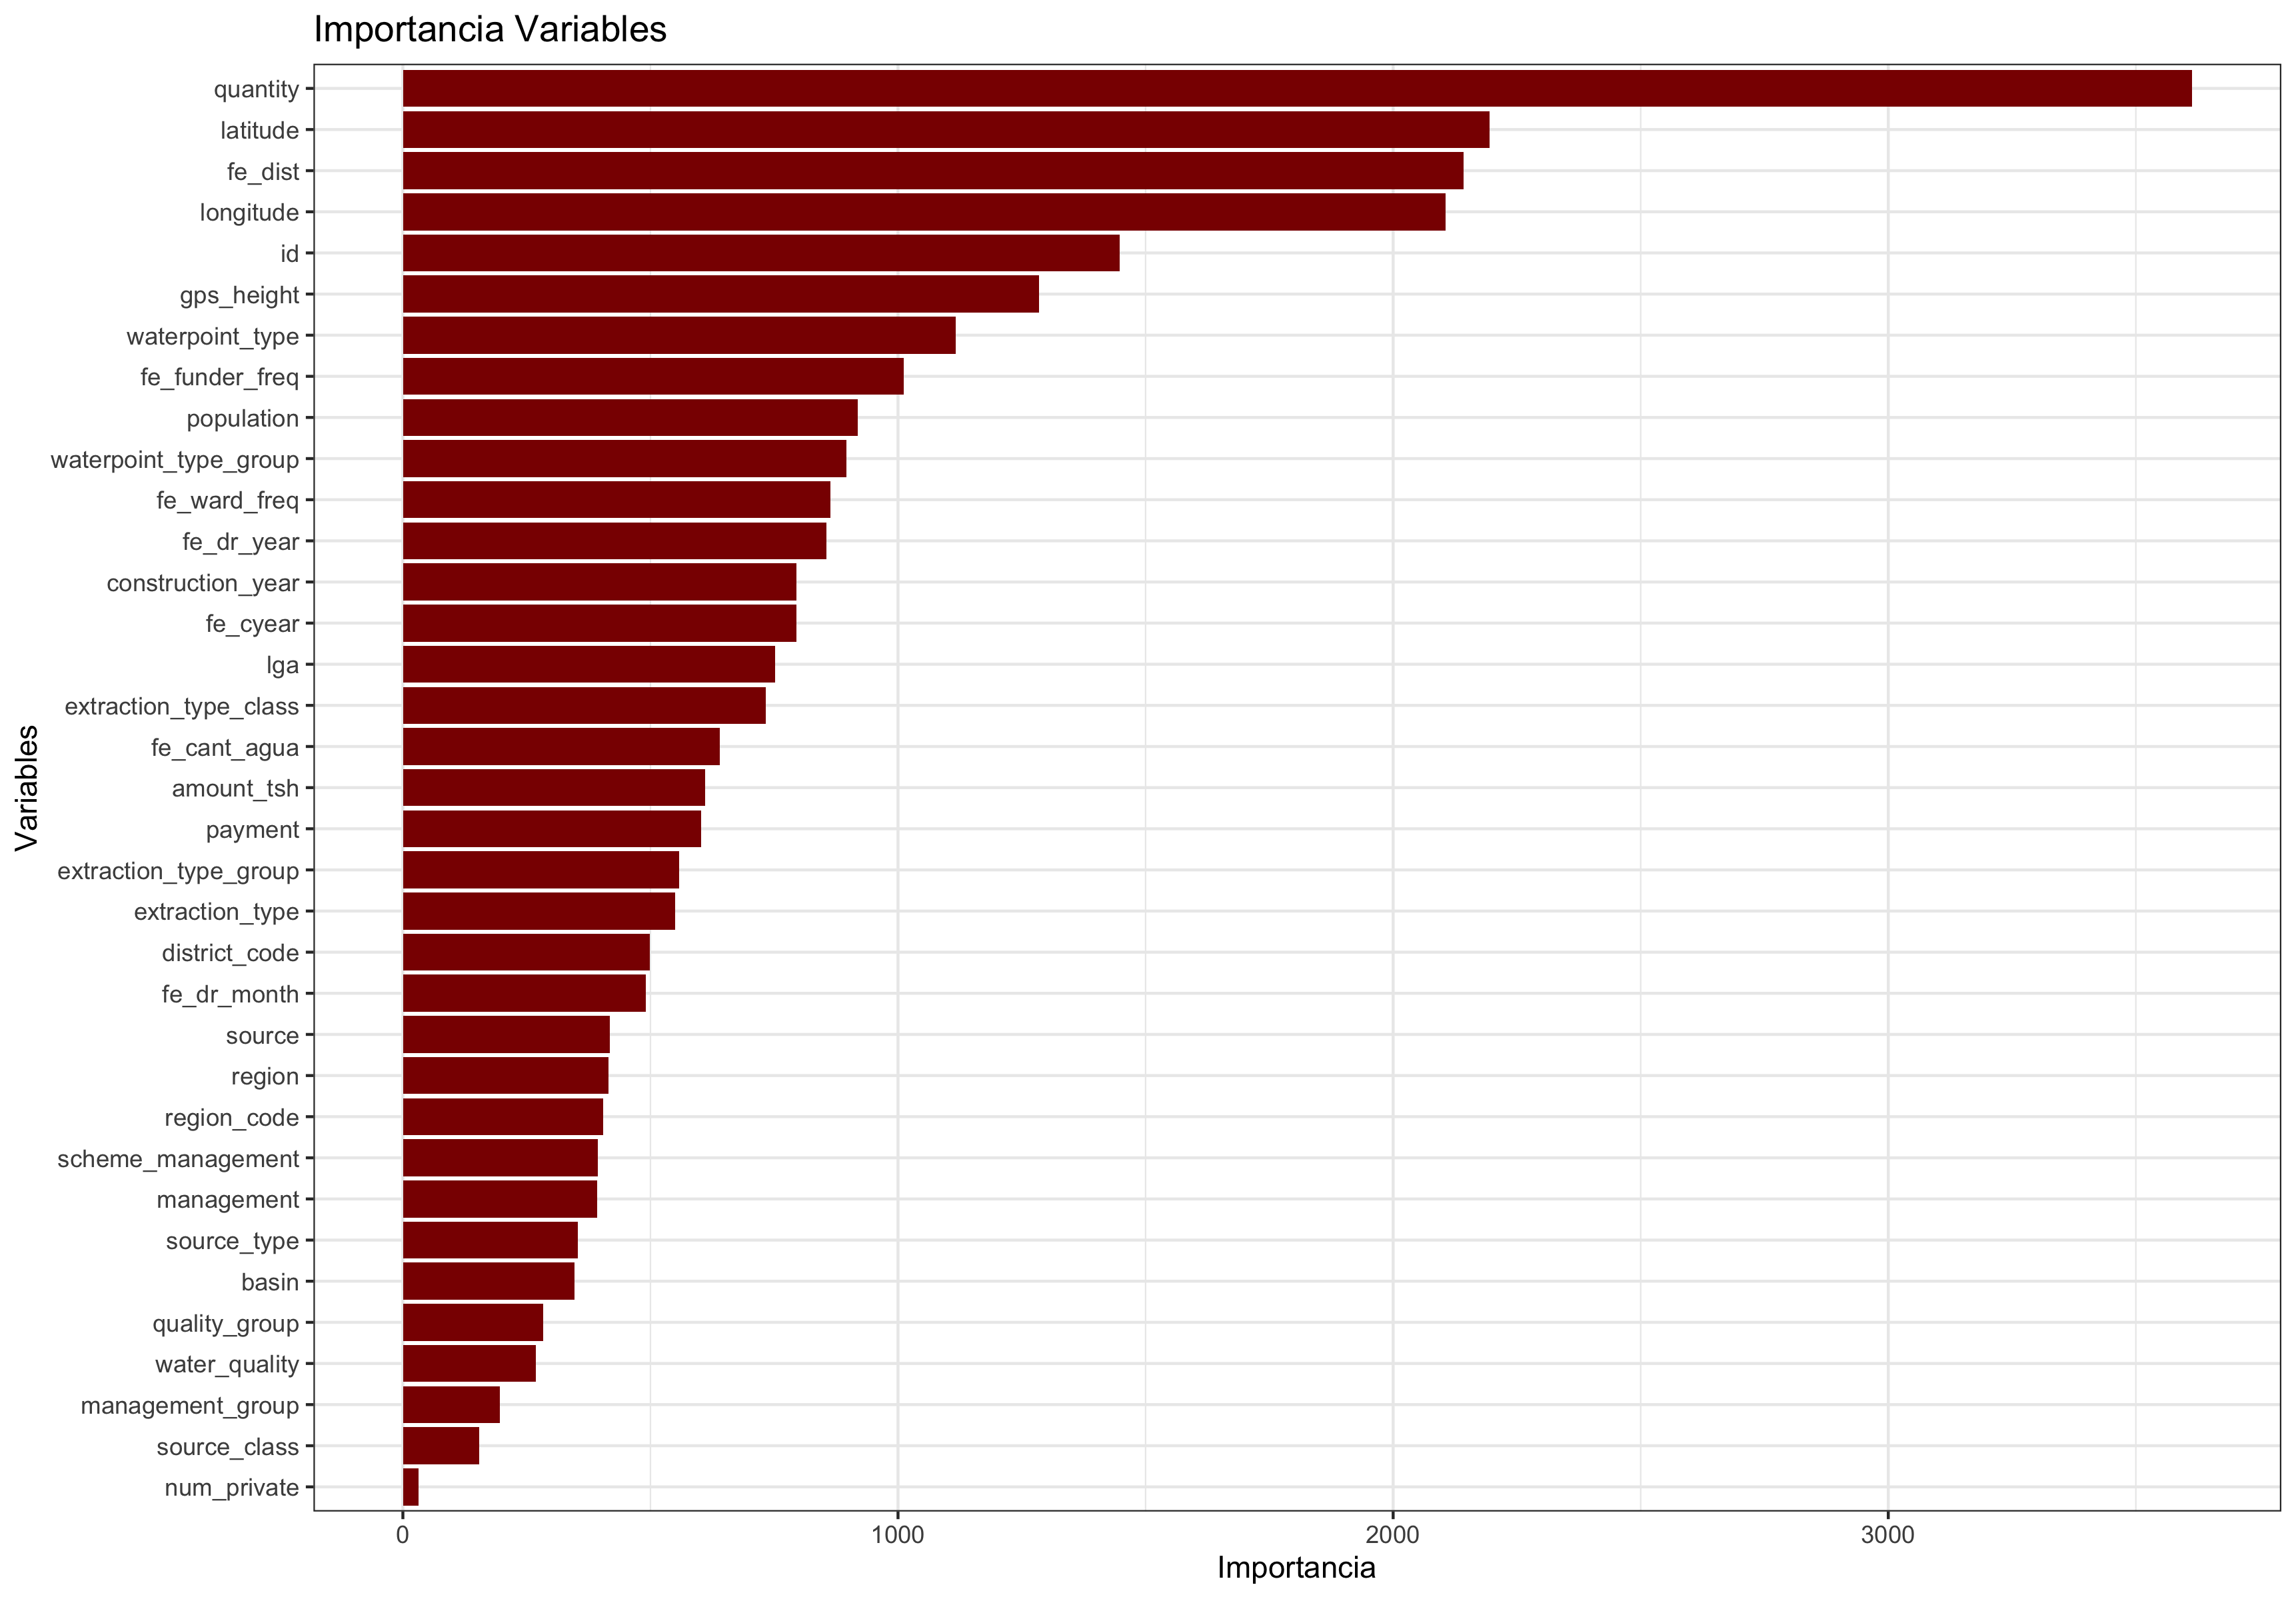 Importancia Variables
quantity
latitude
fe_dist
longitude
id
gps_height
waterpoint_type
fe_funder_freq
population
waterpoint_type_group
fe_ward_freq
fe_dr_year
construction_year
fe_cyear
lga
extraction_type_class
fe_cant_agua
amount_tsh
payment
extraction_type_group
extraction_type
district_code
fe_dr_month
source
region
region_code
scheme_management
management
source_type
basin
quality_group
water_quality
management_group
source_class
num_private
Variables
0 1000 2000 3000
Importancia